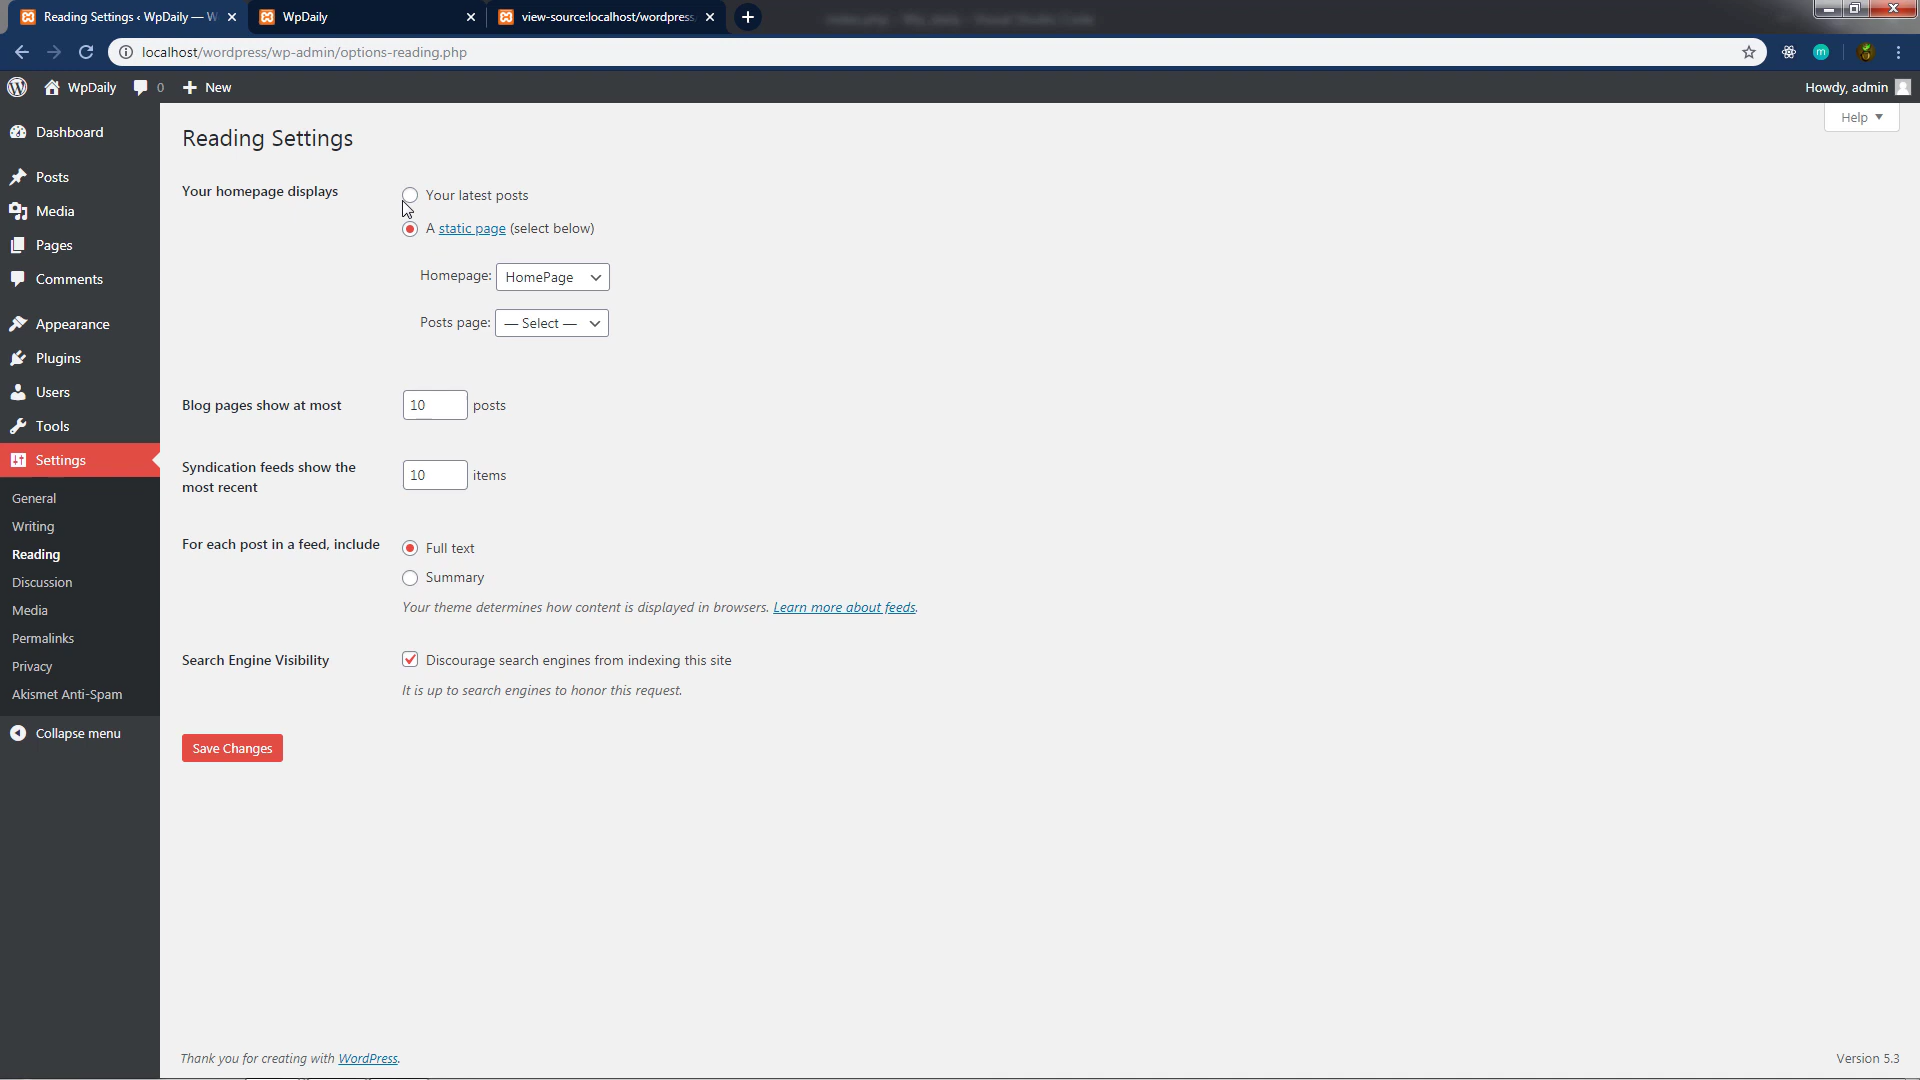 Reading Settings ‹ WpDaily — W
WpDaily
view-source:localhost/wordpress
localhost/wordpress/wp-admin/options-reading.php
WpDaily
0
New
Howdy, admin
Help
Dashboard
Posts
Media
Pages
Comments
Appearance
Plugins
Users
Tools
Settings
General
Writing
Reading
Discussion
Media
Permalinks
Privacy
Akismet Anti-Spam
Collapse menu
Reading Settings
Your homepage displays
Your latest posts
A static page (select below)
Homepage: HomePage
Posts page: — Select —
Blog pages show at most
10 posts
Syndication feeds show the
most recent
10 items
For each post in a feed, include
Full text
Summary
Your theme determines how content is displayed in browsers. Learn more about feeds.
Search Engine Visibility
Discourage search engines from indexing this site
It is up to search engines to honor this request.
Save Changes
Thank you for creating with WordPress.
Version 5.3